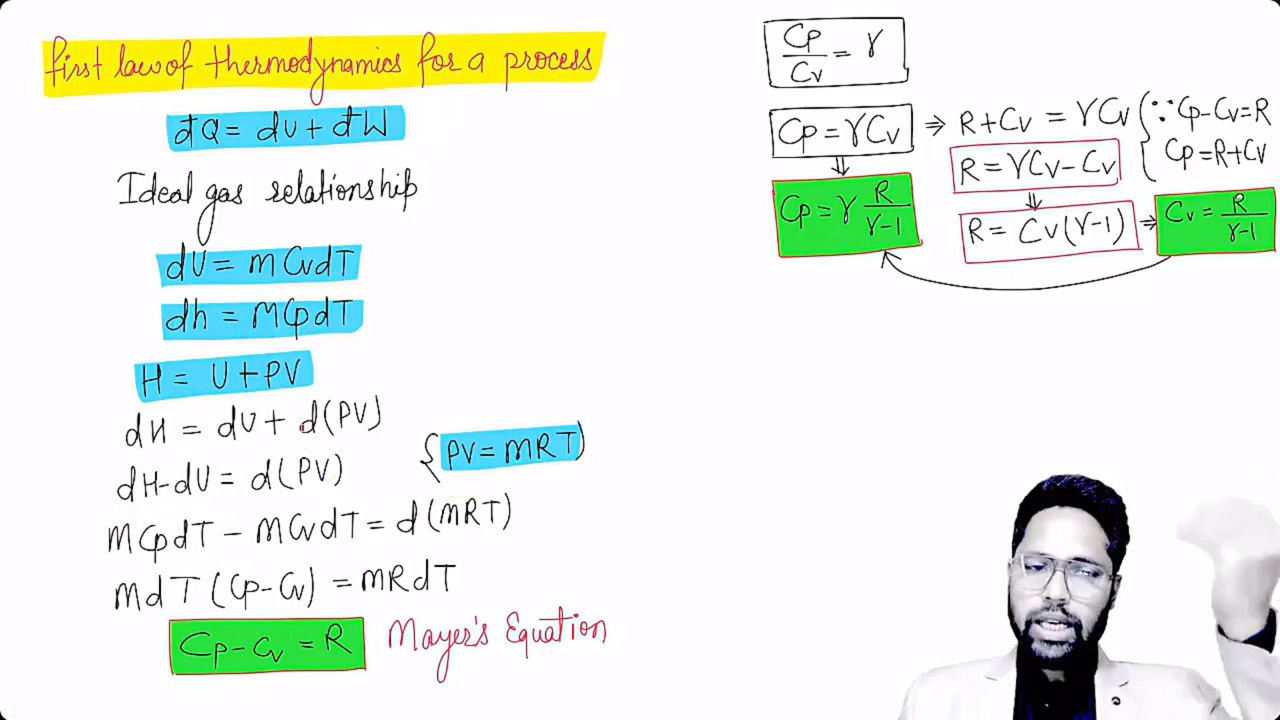 first law of thermodynamics for a process
đQ = dU + đW
Ideal gas relationship
dU = mCvdT
dh = mCpdT
H = U + PV
dH = dU + d(PV)
dH - dU = d(PV) { PV = mRT }
mCpdT - mCvdT = d(mRT)
mdT(Cp-Cv) = mRdT
Cp - Cv = R Mayer's Equation
Cp/Cv = γ
Cp = γCv ⇒ R + Cv = γCv { ∵ Cp - Cv = R
Cp = R + Cv
⇓ R = γCv - Cv
⇓
Cp = γ R/γ-1 R = Cv(γ-1) ⇒ Cv = R/γ-1